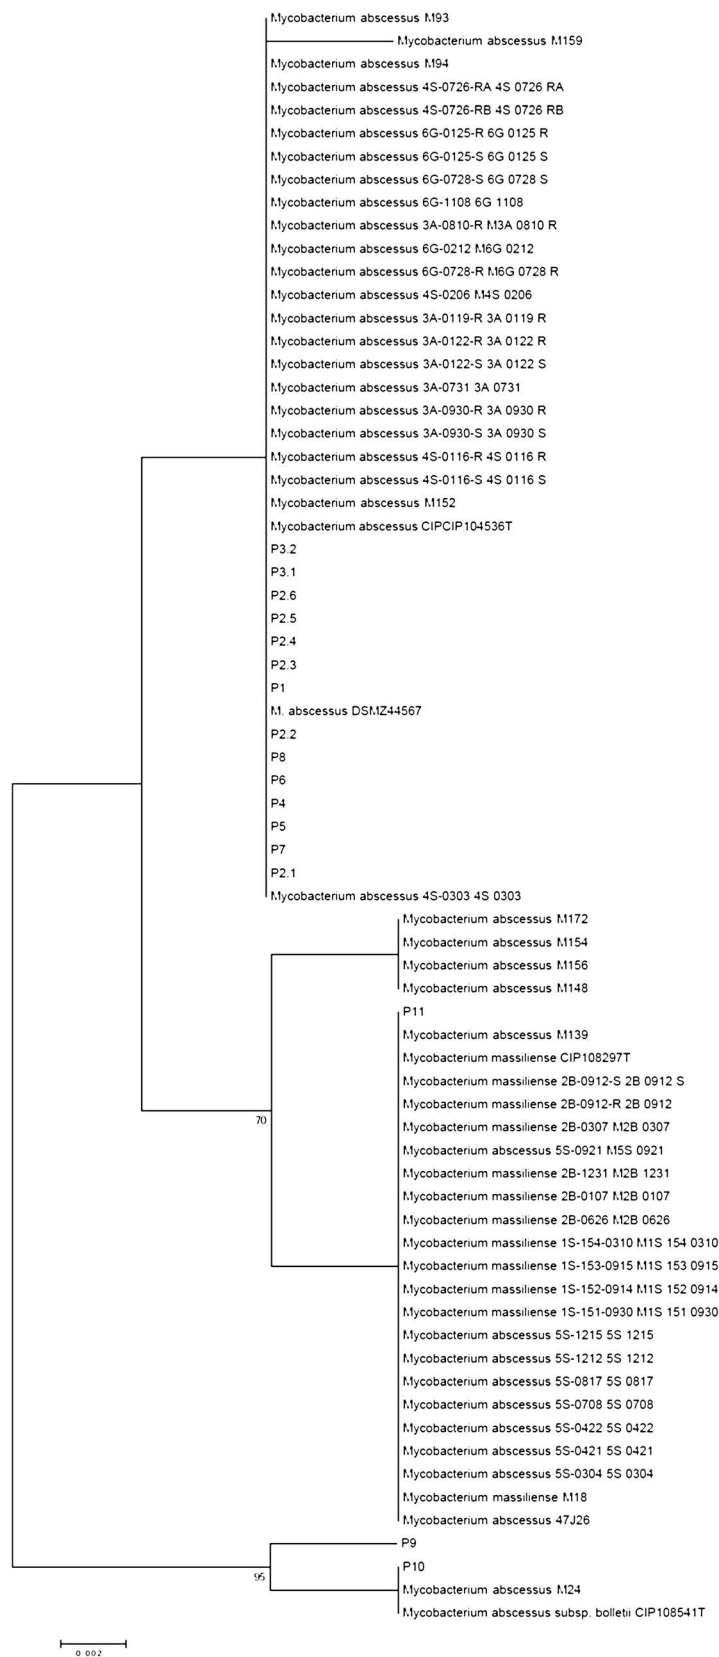 Mycobacterium abscessus M93
Mycobacterium abscessus M159
Mycobacterium abscessus M94
Mycobacterium abscessus 4S-0726-RA 4S 0726 RA
Mycobacterium abscessus 4S-0726-RB 4S 0726 RB
Mycobacterium abscessus 6G-0125-R 6G 0125 R
Mycobacterium abscessus 6G-0125-S 6G 0125 S
Mycobacterium abscessus 6G-0728-S 6G 0728 S
Mycobacterium abscessus 6G-1108 6G 1108
Mycobacterium abscessus 3A-0810-R M3A 0810 R
Mycobacterium abscessus 6G-0212 M6G 0212
Mycobacterium abscessus 6G-0728-R M6G 0728 R
Mycobacterium abscessus 4S-0206 M4S 0206
Mycobacterium abscessus 3A-0119-R 3A 0119 R
Mycobacterium abscessus 3A-0122-R 3A 0122 R
Mycobacterium abscessus 3A-0122-S 3A 0122 S
Mycobacterium abscessus 3A-0731 3A 0731
Mycobacterium abscessus 3A-0930-R 3A 0930 R
Mycobacterium abscessus 3A-0930-S 3A 0930 S
Mycobacterium abscessus 4S-0116-R 4S 0116 R
Mycobacterium abscessus 4S-0116-S 4S 0116 S
Mycobacterium abscessus M152
Mycobacterium abscessus CIPCIP104536T
P3.2
P3.1
P2.6
P2.5
P2.4
P2.3
P1
M. abscessus DSMZ44567
P2.2
P8
P6
P4
P5
P7
P2.1
Mycobacterium abscessus 4S-0303 4S 0303
Mycobacterium abscessus M172
Mycobacterium abscessus M154
Mycobacterium abscessus M156
Mycobacterium abscessus M148
P11
Mycobacterium abscessus M139
Mycobacterium massiliense CIP108297T
Mycobacterium massiliense 2B-0912-S 2B 0912 S
Mycobacterium massiliense 2B-0912-R 2B 0912
70
Mycobacterium massiliense 2B-0307 M2B 0307
Mycobacterium abscessus 5S-0921 M5S 0921
Mycobacterium massiliense 2B-1231 M2B 1231
Mycobacterium massiliense 2B-0107 M2B 0107
Mycobacterium massiliense 2B-0626 M2B 0626
Mycobacterium massiliense 1S-154-0310 M1S 154 0310
Mycobacterium massiliense 1S-153-0915 M1S 153 0915
Mycobacterium massiliense 1S-152-0914 M1S 152 0914
Mycobacterium massiliense 1S-151-0930 M1S 151 0930
Mycobacterium abscessus 5S-1215 5S 1215
Mycobacterium abscessus 5S-1212 5S 1212
Mycobacterium abscessus 5S-0817 5S 0817
Mycobacterium abscessus 5S-0708 5S 0708
Mycobacterium abscessus 5S-0422 5S 0422
Mycobacterium abscessus 5S-0421 5S 0421
Mycobacterium abscessus 5S-0304 5S 0304
Mycobacterium massiliense M18
Mycobacterium abscessus 47J26
P9
P10
95
Mycobacterium abscessus M24
Mycobacterium abscessus subsp. bolletii CIP108541T
0.002